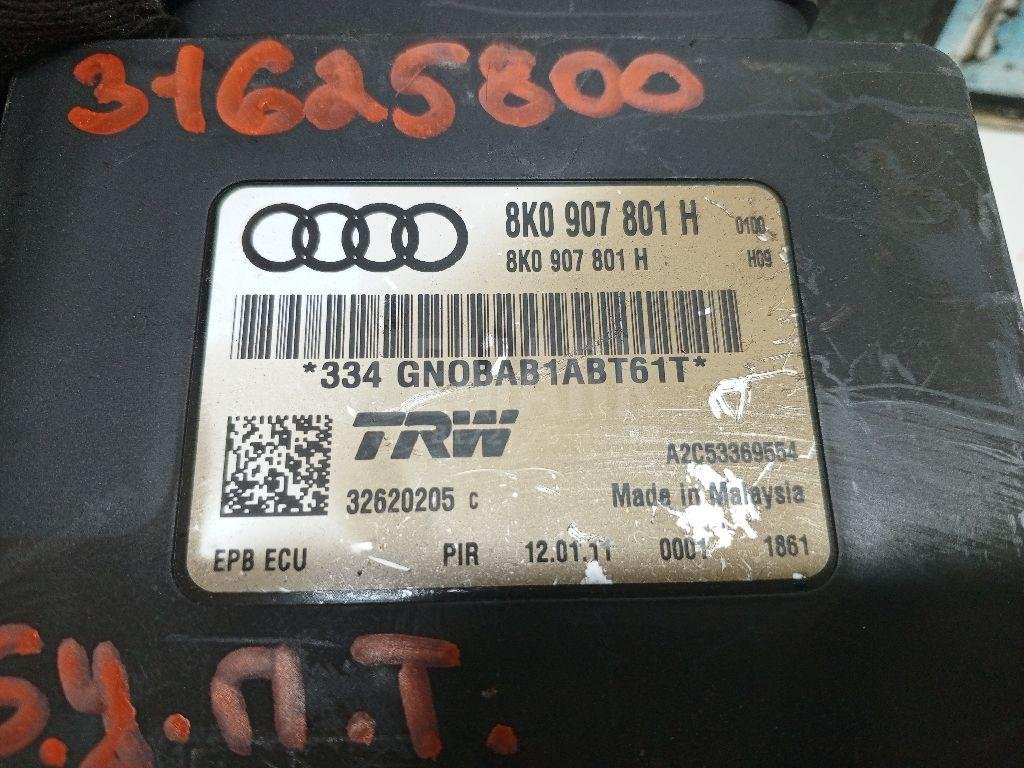 31625800
8K0 907 801 H 0100
8K0 907 801 H H09
*334 GN0BAB1ABT61T*
TRW
A2C53369554
32620205 C
Made in Malaysia
EPB ECU PIR 12.01.11 0001 1861
Б.У.П.Т.